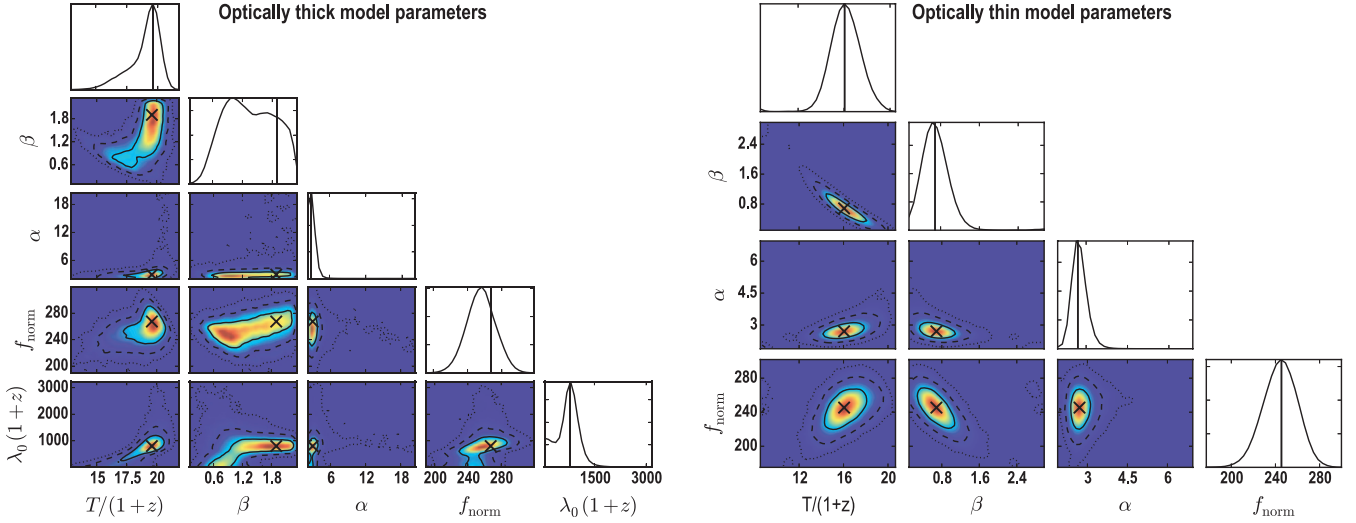 Optically thick model parameters
β
1.8
1.2
0.6
α
18
12
6
f_norm
280
240
200
λ₀(1+z)
3000
2000
1000
15 17.5 20
0.6 1.2 1.8
6 12 18
200 240 280
1500 3000
T/(1+z) β α f_norm λ₀(1+z)
Optically thin model parameters
β
2.4
1.6
0.8
α
6
4.5
3
f_norm
280
240
200
12 16 20
0.8 1.6 2.4
3 4.5 6
200 240 280
T/(1+z) β α f_norm